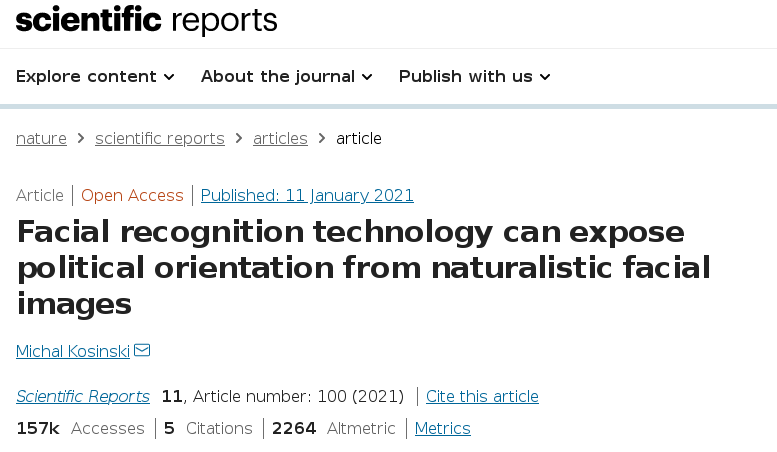 scientific reports
Explore content About the journal Publish with us
nature scientific reports articles article
Article Open Access Published: 11 January 2021
Facial recognition technology can expose
political orientation from naturalistic facial
images
Michal Kosinski
Scientific Reports 11, Article number: 100 (2021) Cite this article
157k Accesses 5 Citations 2264 Altmetric Metrics